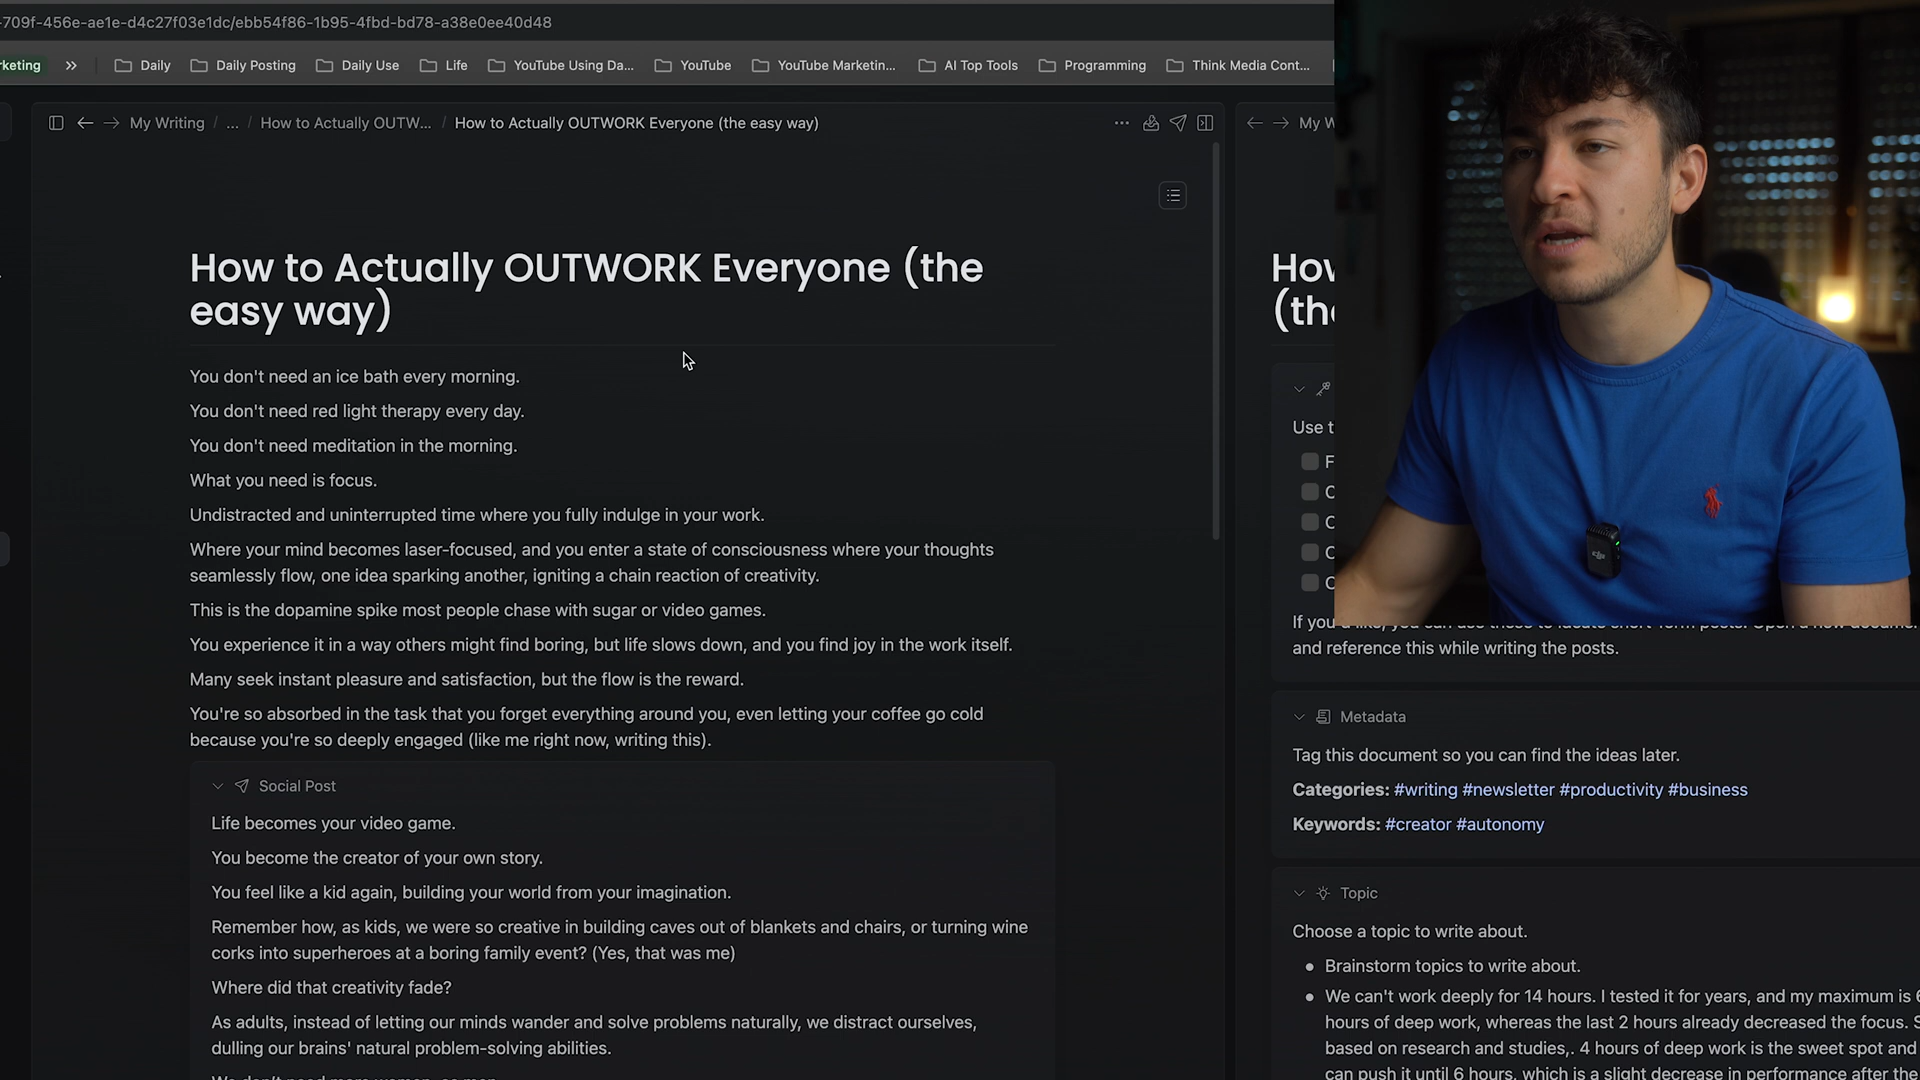 -709f-456e-ae1e-d4c27f03e1dc/ebb54f86-1b95-4fbd-bd78-a38e0ee40d48
rketing » Daily Daily Posting Daily Use Life YouTube Using Da... YouTube YouTube Marketin... AI Top Tools Programming Think Media Cont...
My Writing / ... / How to Actually OUTW... / How to Actually OUTWORK Everyone (the easy way)
How to Actually OUTWORK Everyone (the
easy way)
You don't need an ice bath every morning.
You don't need red light therapy every day.
You don't need meditation in the morning.
What you need is focus.
Undistracted and uninterrupted time where you fully indulge in your work.
Where your mind becomes laser-focused, and you enter a state of consciousness where your thoughts
seamlessly flow, one idea sparking another, igniting a chain reaction of creativity.
This is the dopamine spike most people chase with sugar or video games.
You experience it in a way others might find boring, but life slows down, and you find joy in the work itself.
Many seek instant pleasure and satisfaction, but the flow is the reward.
You're so absorbed in the task that you forget everything around you, even letting your coffee go cold
because you're so deeply engaged (like me right now, writing this).
Social Post
Life becomes your video game.
You become the creator of your own story.
You feel like a kid again, building your world from your imagination.
Remember how, as kids, we were so creative in building caves out of blankets and chairs, or turning wine
corks into superheroes at a boring family event? (Yes, that was me)
Where did that creativity fade?
As adults, instead of letting our minds wander and solve problems naturally, we distract ourselves,
dulling our brains' natural problem-solving abilities.
My W
How
(the
Use t
F
C
C
C
C
If you
and reference this while writing the posts.
Metadata
Tag this document so you can find the ideas later.
Categories: #writing #newsletter #productivity #business
Keywords: #creator #autonomy
Topic
Choose a topic to write about.
Brainstorm topics to write about.
We can't work deeply for 14 hours. I tested it for years, and my maximum is 6
hours of deep work, whereas the last 2 hours already decreased the focus. S
based on research and studies,. 4 hours of deep work is the sweet spot and
can push it until 6 hours, which is a slight decrease in performance after the